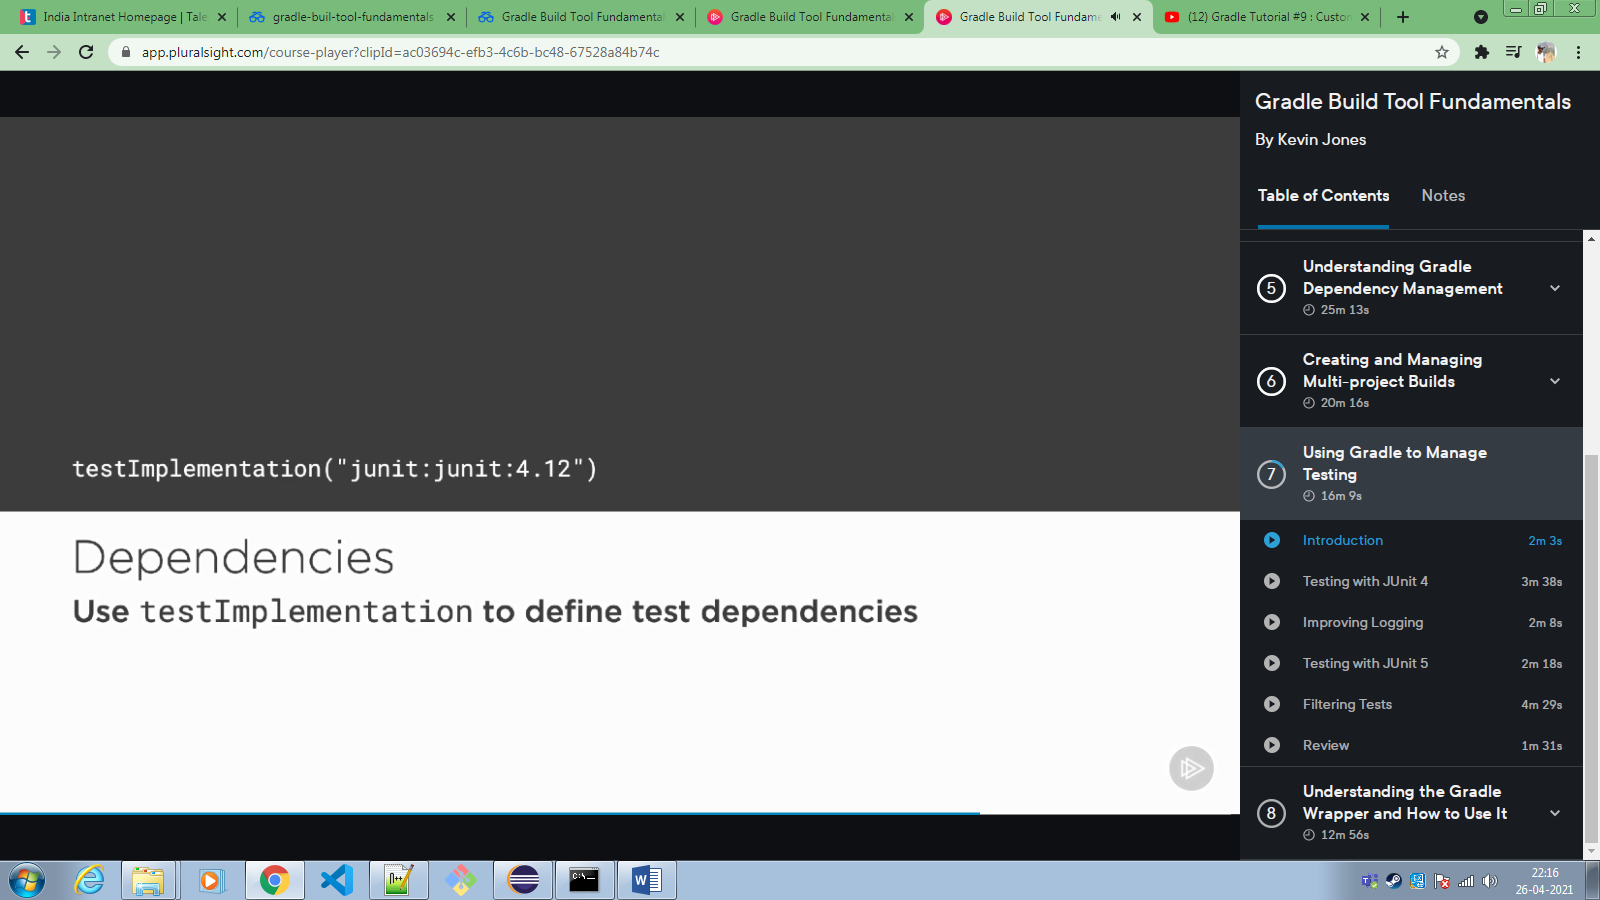 India Intranet Homepage | Tale
gradle-buil-tool-fundamentals
Gradle Build Tool Fundamental
Gradle Build Tool Fundamental
Gradle Build Tool Fundame
(12) Gradle Tutorial #9 : Custon
app.pluralsight.com/course-player?clipId=ac03694c-efb3-4c6b-bc48-67528a84b74c
testImplementation("junit:junit:4.12")
Dependencies
Use testImplementation to define test dependencies
Gradle Build Tool Fundamentals
By Kevin Jones
Table of Contents
Notes
5
Understanding Gradle
Dependency Management
25m 13s
6
Creating and Managing
Multi-project Builds
20m 16s
7
Using Gradle to Manage
Testing
16m 9s
Introduction 2m 3s
Testing with JUnit 4 3m 38s
Improving Logging 2m 8s
Testing with JUnit 5 2m 18s
Filtering Tests 4m 29s
Review 1m 31s
8
Understanding the Gradle
Wrapper and How to Use It
12m 56s
22:16
26-04-2021